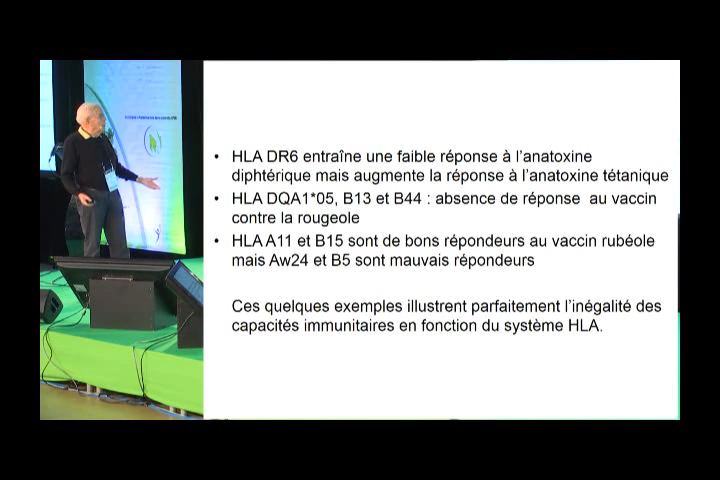 • HLA DR6 entraîne une faible réponse à l'anatoxine
diphtérique mais augmente la réponse à l'anatoxine tétanique
• HLA DQA1*05, B13 et B44 : absence de réponse au vaccin
contre la rougeole
• HLA A11 et B15 sont de bons répondeurs au vaccin rubéole
mais Aw24 et B5 sont mauvais répondeurs
Ces quelques exemples illustrent parfaitement l'inégalité des
capacités immunitaires en fonction du système HLA.